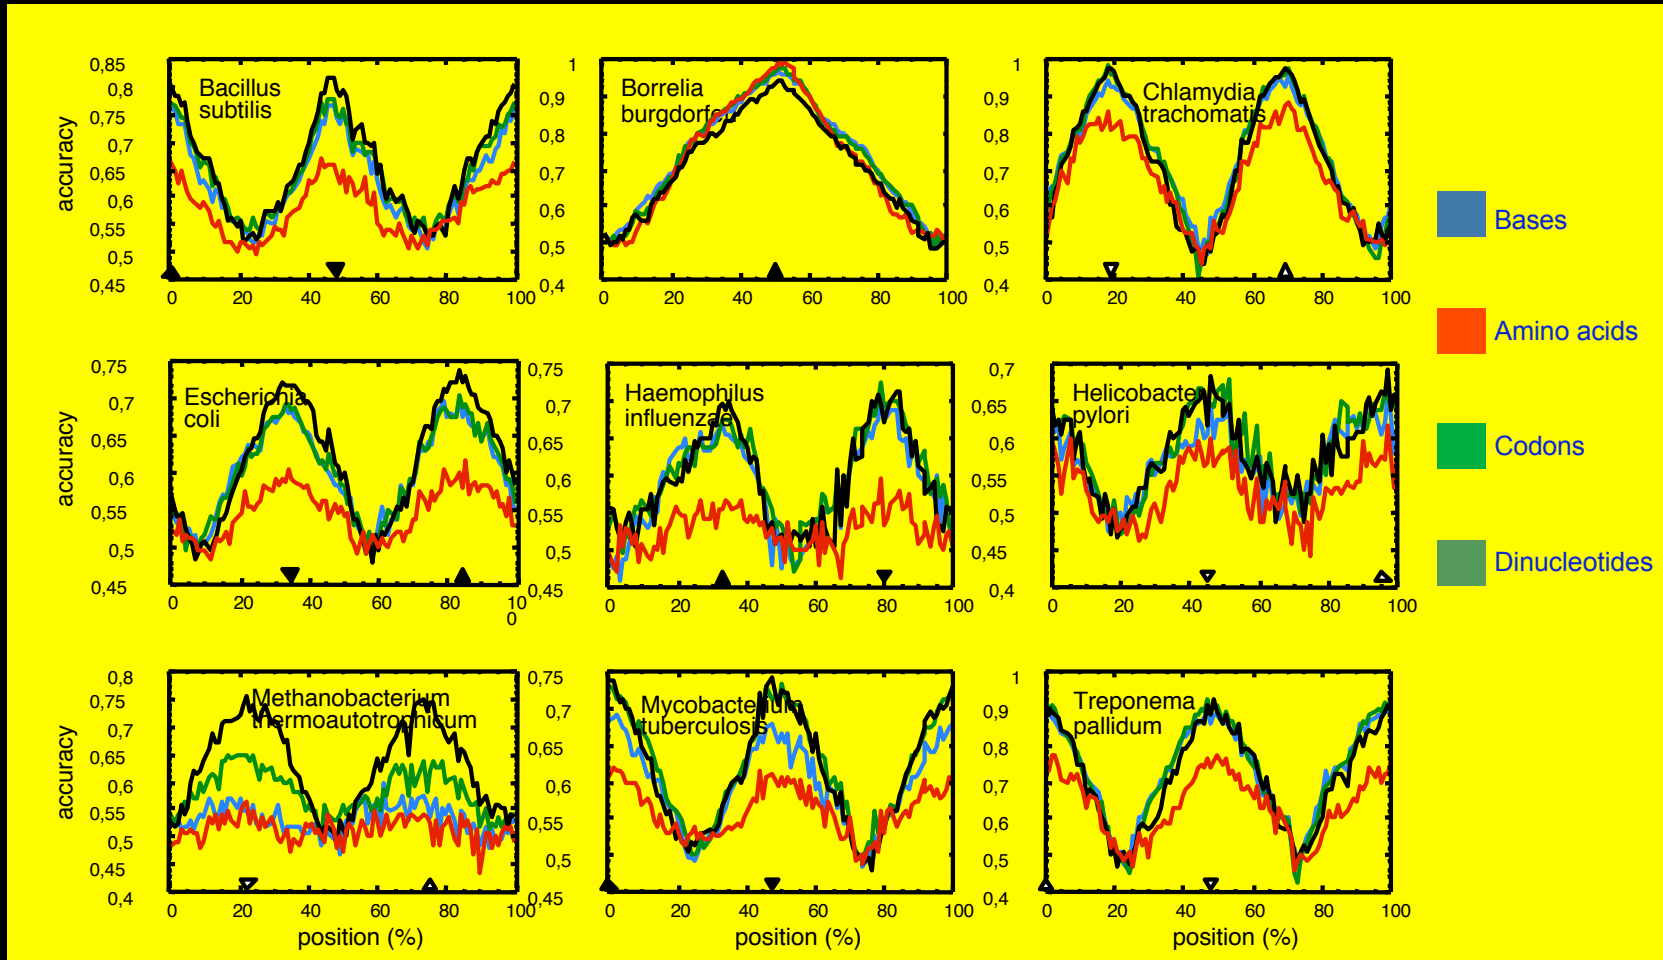 0,85
0,8
0,75
0,7
0,65
0,6
0,55
0,5
0,45
accuracy
Bacillus
subtilis
0 20 40 60 80 100
1
0,9
0,8
0,7
0,6
0,5
0,4
Borrelia
burgdorfe
0 20 40 60 80 100
1
0,9
0,8
0,7
0,6
0,5
0,4
Chlamydia
trachomatis
0 20 40 60 80 100
0,75
0,7
0,65
0,6
0,55
0,5
0,45
accuracy
Escherichia
coli
0 20 40 60 80 10
0
0,75
0,7
0,65
0,6
0,55
0,5
0,45
Haemophilus
influenzae
0 20 40 60 80 100
0,7
0,65
0,6
0,55
0,5
0,45
0,4
Helicobacte
pylori
0 20 40 60 80 100
0,8
0,75
0,7
0,65
0,6
0,55
0,5
0,45
0,4
accuracy
Methanobacterium
thermoautotrophicum
0 20 40 60 80 100
position (%)
0,75
0,7
0,65
0,6
0,55
0,5
0,45
Mycobacterium
tuberculosis
0 20 40 60 80 100
position (%)
1
0,9
0,8
0,7
0,6
0,5
0,4
Treponema
pallidum
0 20 40 60 80 100
position (%)
Bases
Amino acids
Codons
Dinucleotides